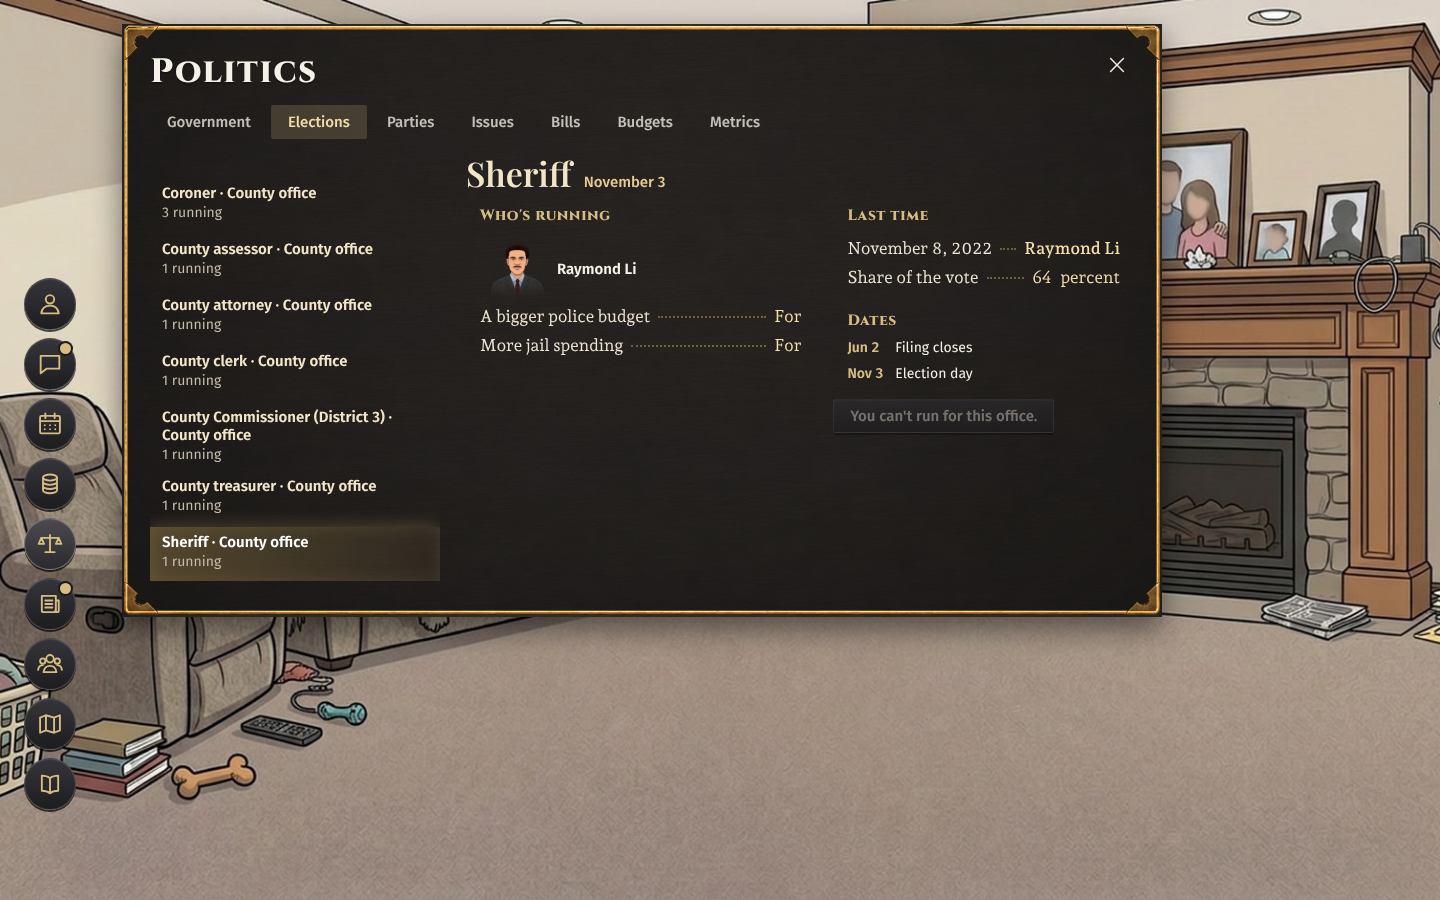 Politics
Government
Elections
Parties
Issues
Bills
Budgets
Metrics
Coroner · County office
3 running
County assessor · County office
1 running
County attorney · County office
1 running
County clerk · County office
1 running
County Commissioner (District 3) ·
County office
1 running
County treasurer · County office
1 running
Sheriff · County office
1 running
Sheriff November 3
Who's running
Raymond Li
A bigger police budget For
More jail spending For
Last time
November 8, 2022 Raymond Li
Share of the vote 64 percent
Dates
Jun 2 Filing closes
Nov 3 Election day
You can't run for this office.